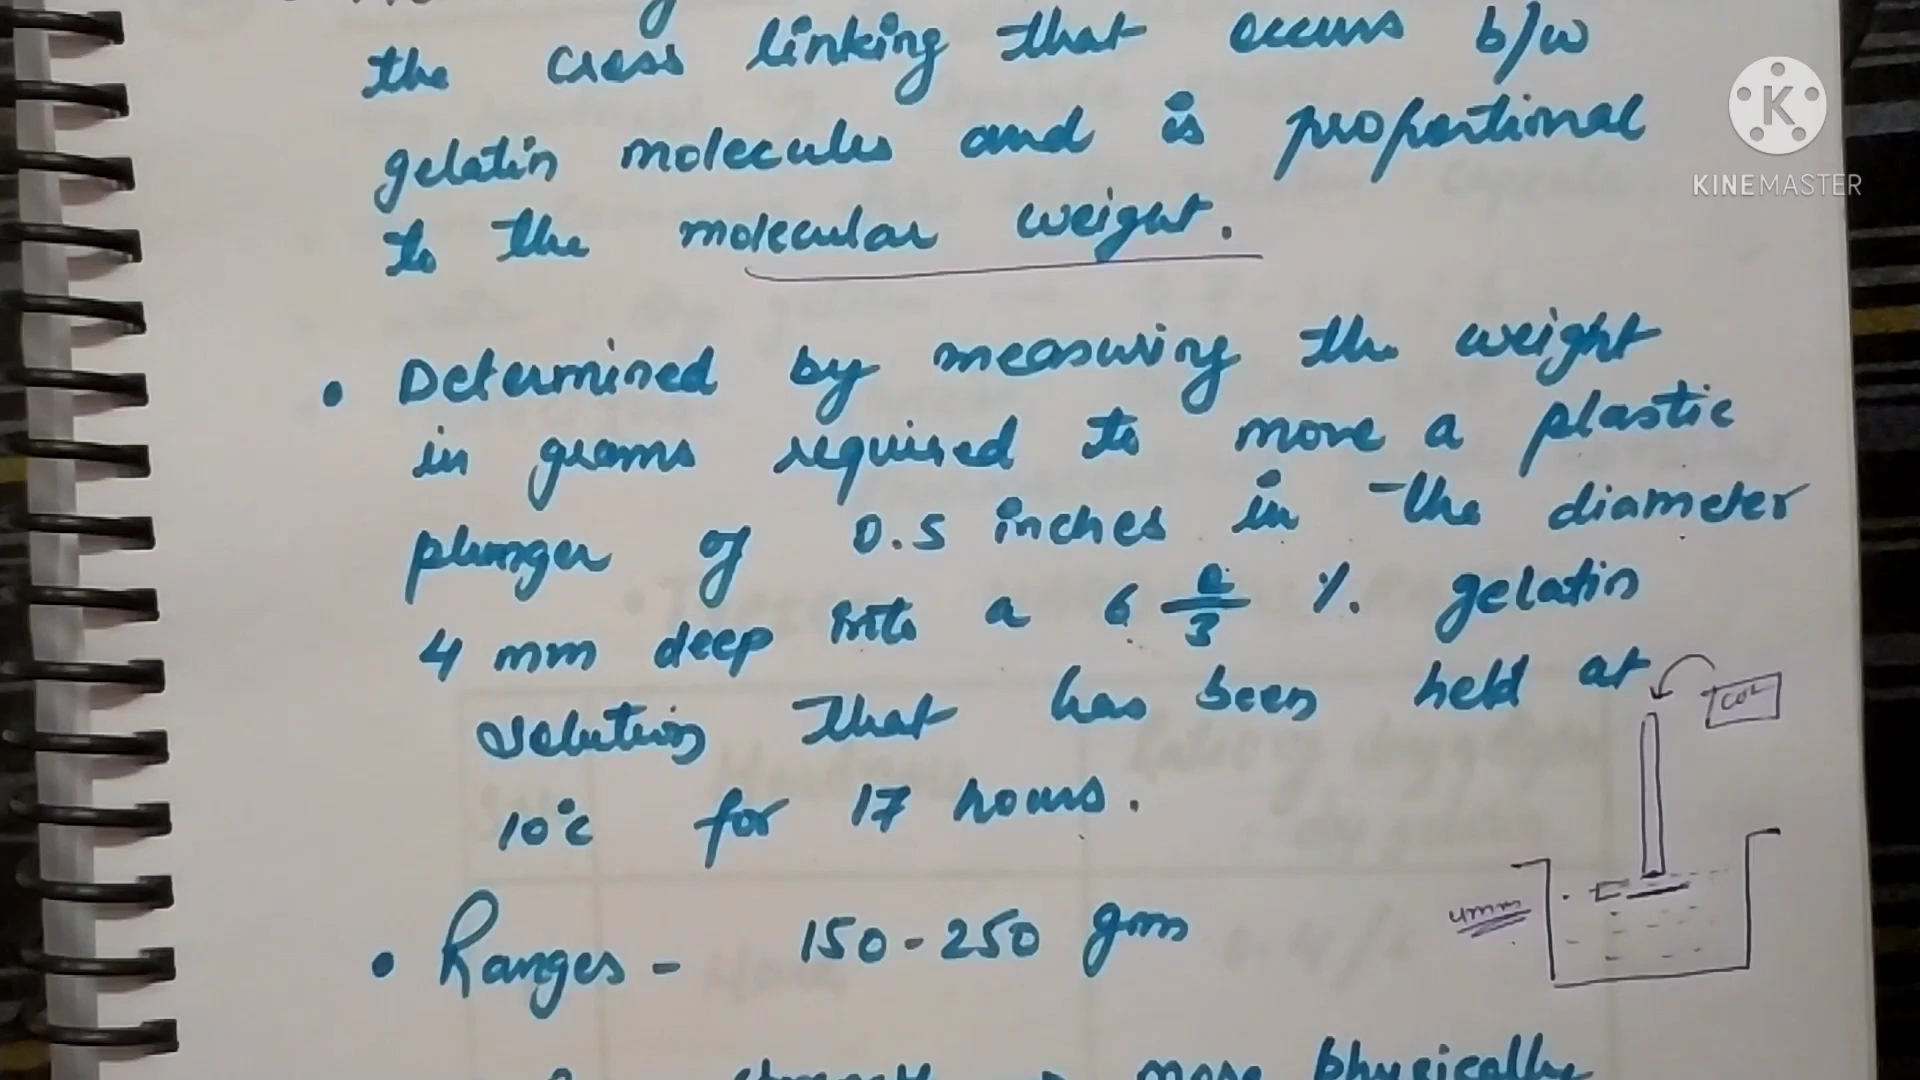 the cross linking that occurs b/w
gelatin molecules and is proportional
to the molecular weight.
• Determined by measuring the weight
in grams required to move a plastic
plunger of 0.5 inches in the diameter
4 mm deep into a 6 2/3 % gelatin
solution that has been held at
10°c for 17 hours.
• Ranges - 150-250 gm
strength → more physically
4mm
K
KINEMASTER